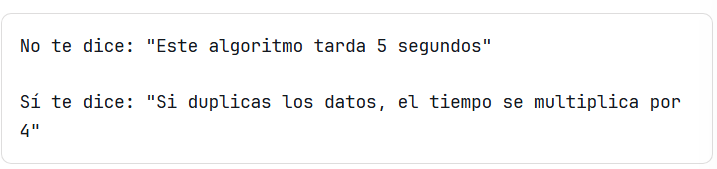 No te dice: "Este algoritmo tarda 5 segundos"
Sí te dice: "Si duplicas los datos, el tiempo se multiplica por
4"